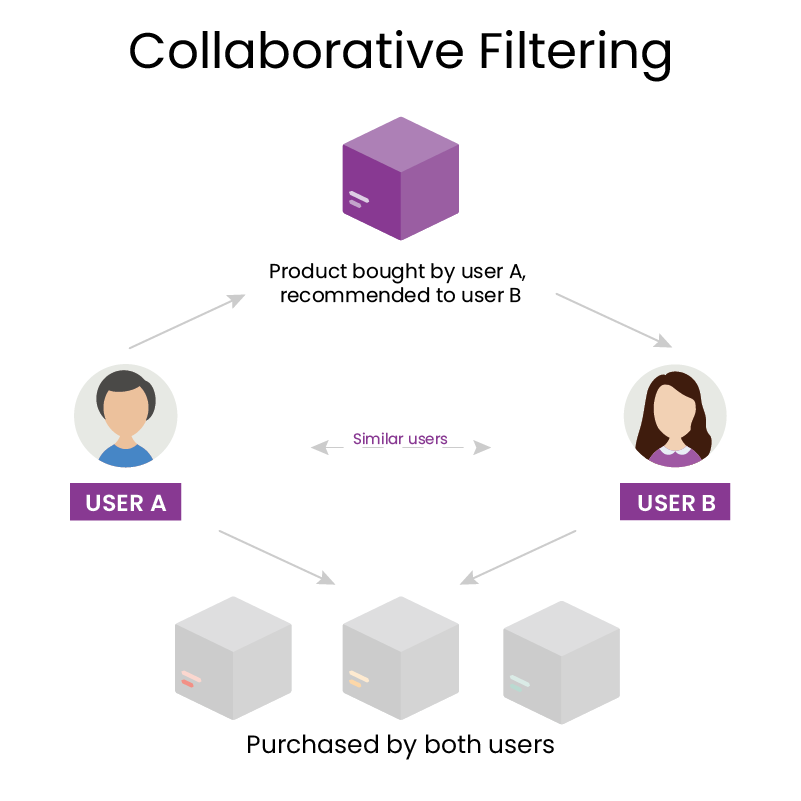 Collaborative Filtering
Product bought by user A,
recommended to user B
Similar users
USER A
USER B
Purchased by both users